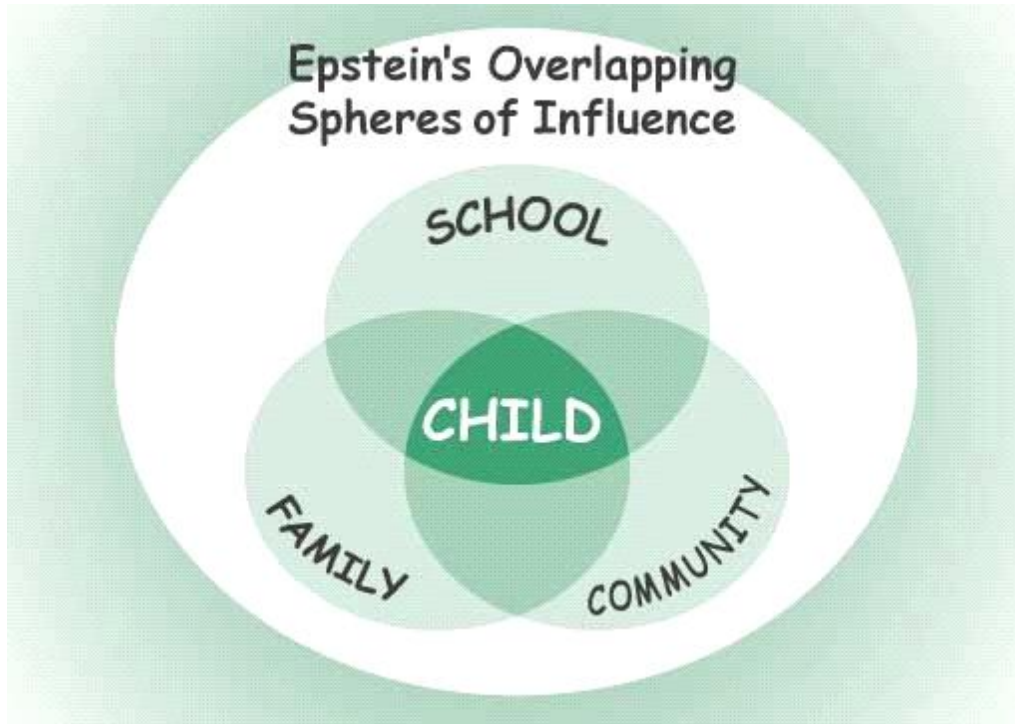 Epstein's Overlapping
Spheres of Influence
SCHOOL
CHILD
FAMILY
COMMUNITY